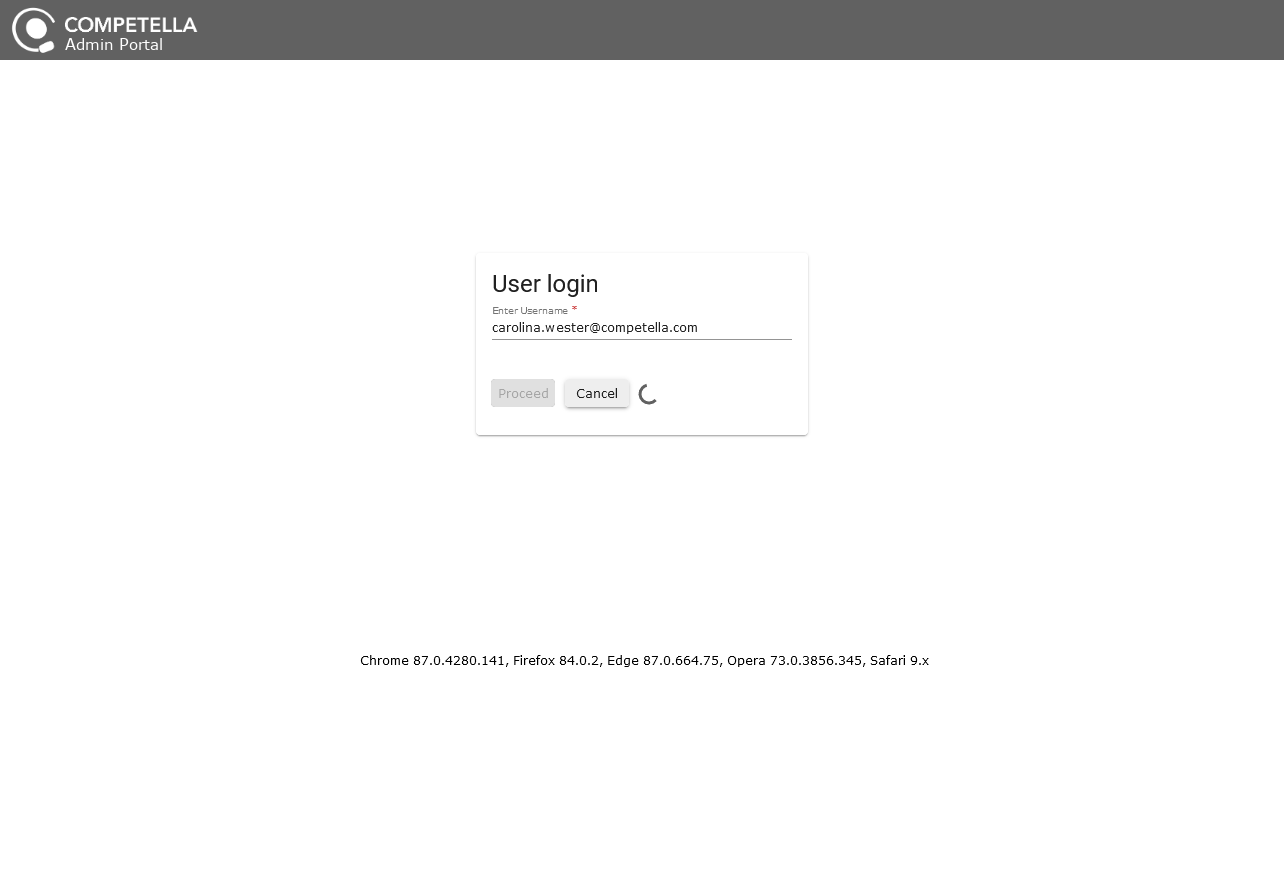 COMPETELLA
Admin Portal
User login
Enter Username *
carolina.wester@competella.com
Proceed Cancel
Chrome 87.0.4280.141, Firefox 84.0.2, Edge 87.0.664.75, Opera 73.0.3856.345, Safari 9.x